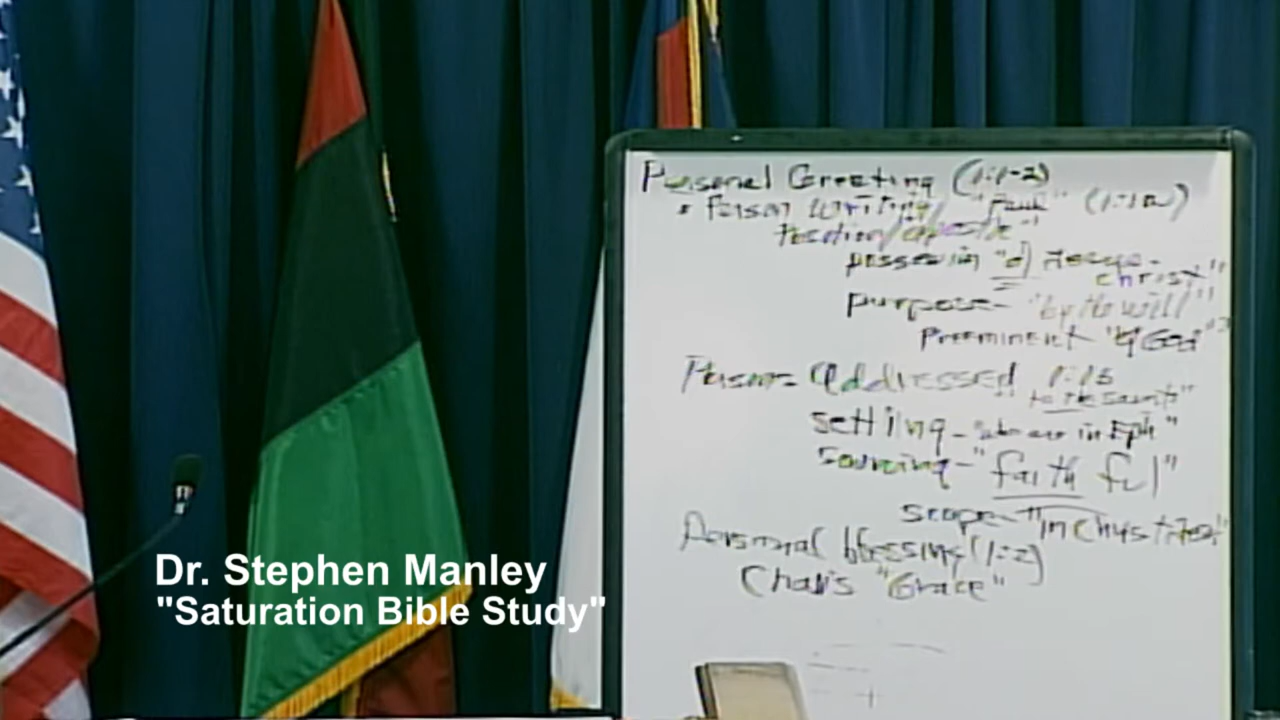 Personal Greeting (1:1-2)
Person Writing / "Paul" (1:1a)
Position/apostle"
possession "of Jesus
Christ"
purpose- "by the will"
Preeminent "of God"
Persons Addressed 1:1b
to the saints"
setting - "who are in Eph"
sourcing - "faithful"
scope- "in Christ Jesus"
Personal blessing (1:2)
Charis "Grace"
Dr. Stephen Manley
"Saturation Bible Study"